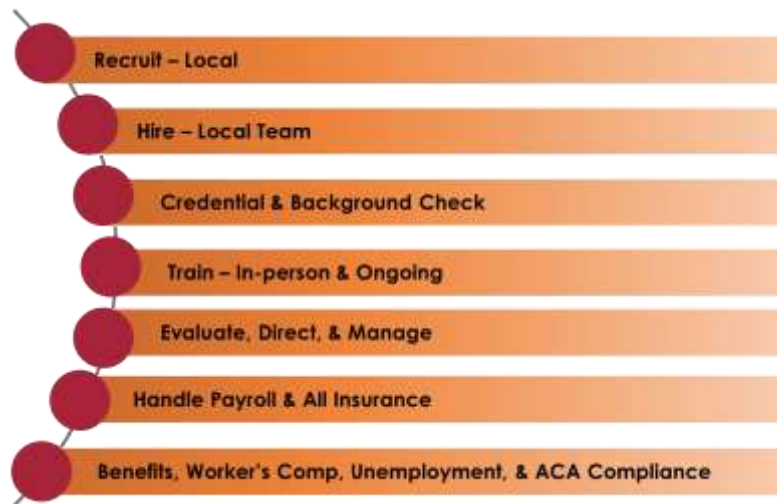 Recruit – Local
Hire – Local Team
Credential & Background Check
Train – In-person & Ongoing
Evaluate, Direct, & Manage
Handle Payroll & All Insurance
Benefits, Worker's Comp, Unemployment, & ACA Compliance